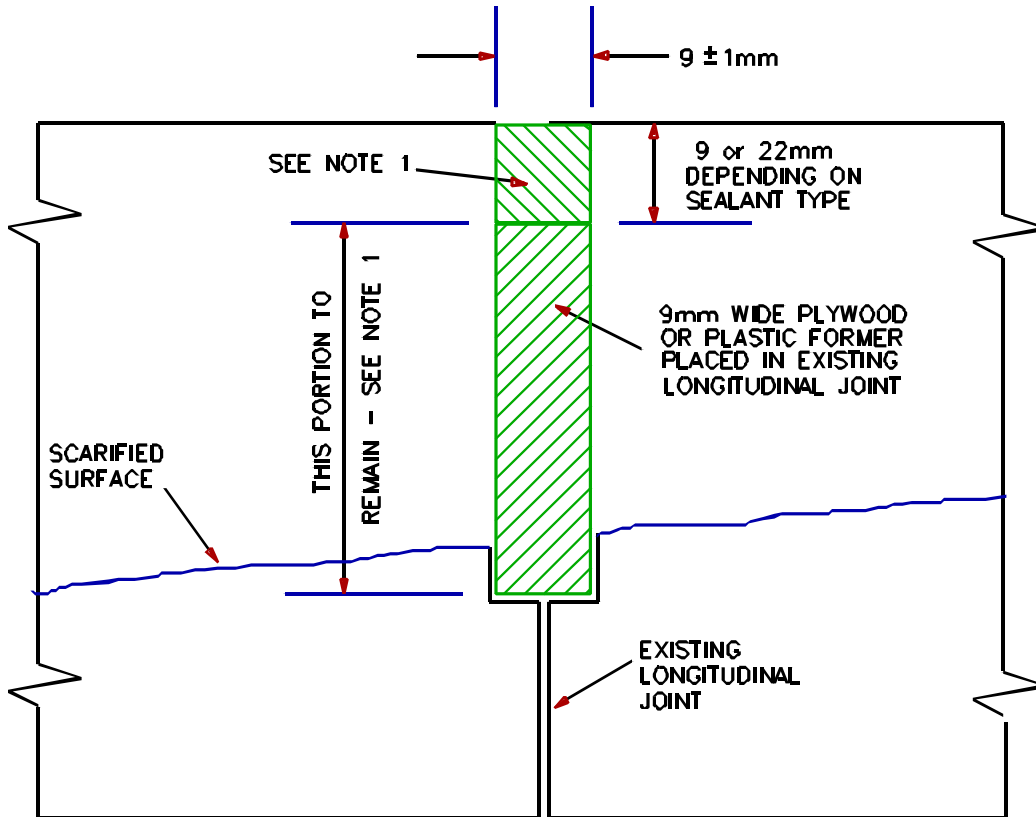 9 ±1mm
9 or 22mm
DEPENDING ON
SEALANT TYPE
SEE NOTE 1
THIS PORTION TO
REMAIN - SEE NOTE 1
9mm WIDE PLYWOOD
OR PLASTIC FORMER
PLACED IN EXISTING
LONGITUDINAL JOINT
SCARIFIED
SURFACE
EXISTING
LONGITUDINAL
JOINT